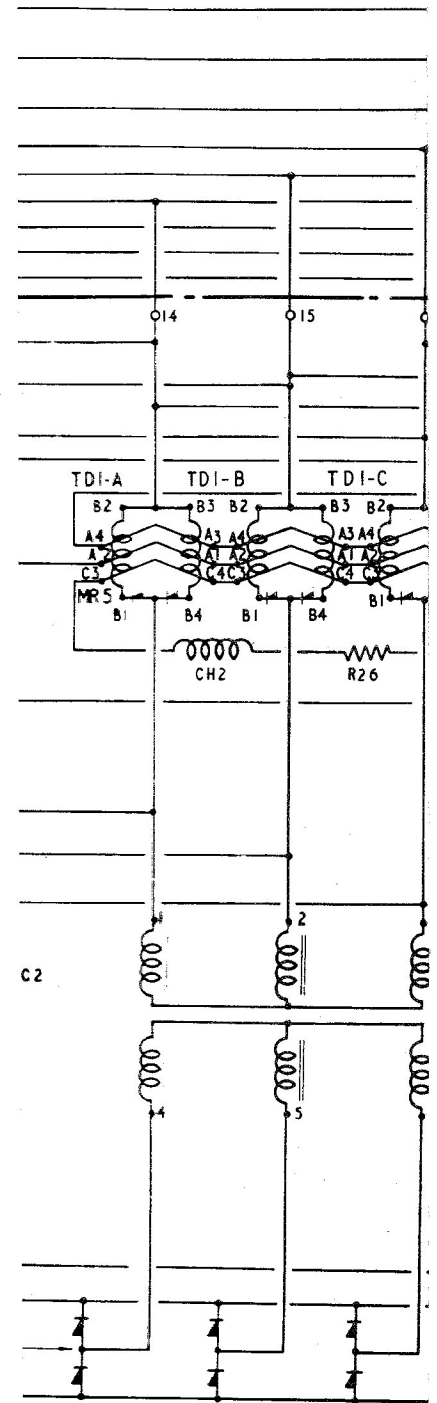 14 15
TD1-A TD1-B TD1-C
B2 B3 B2 B3 B2
A4 A3 A4 A3 A4
A2 A1 A2 A1 A2
C3 C4 C3 C4 C3
MR5 B1 B4 B1 B4 B1
CH2 R26
2
C2
4 5